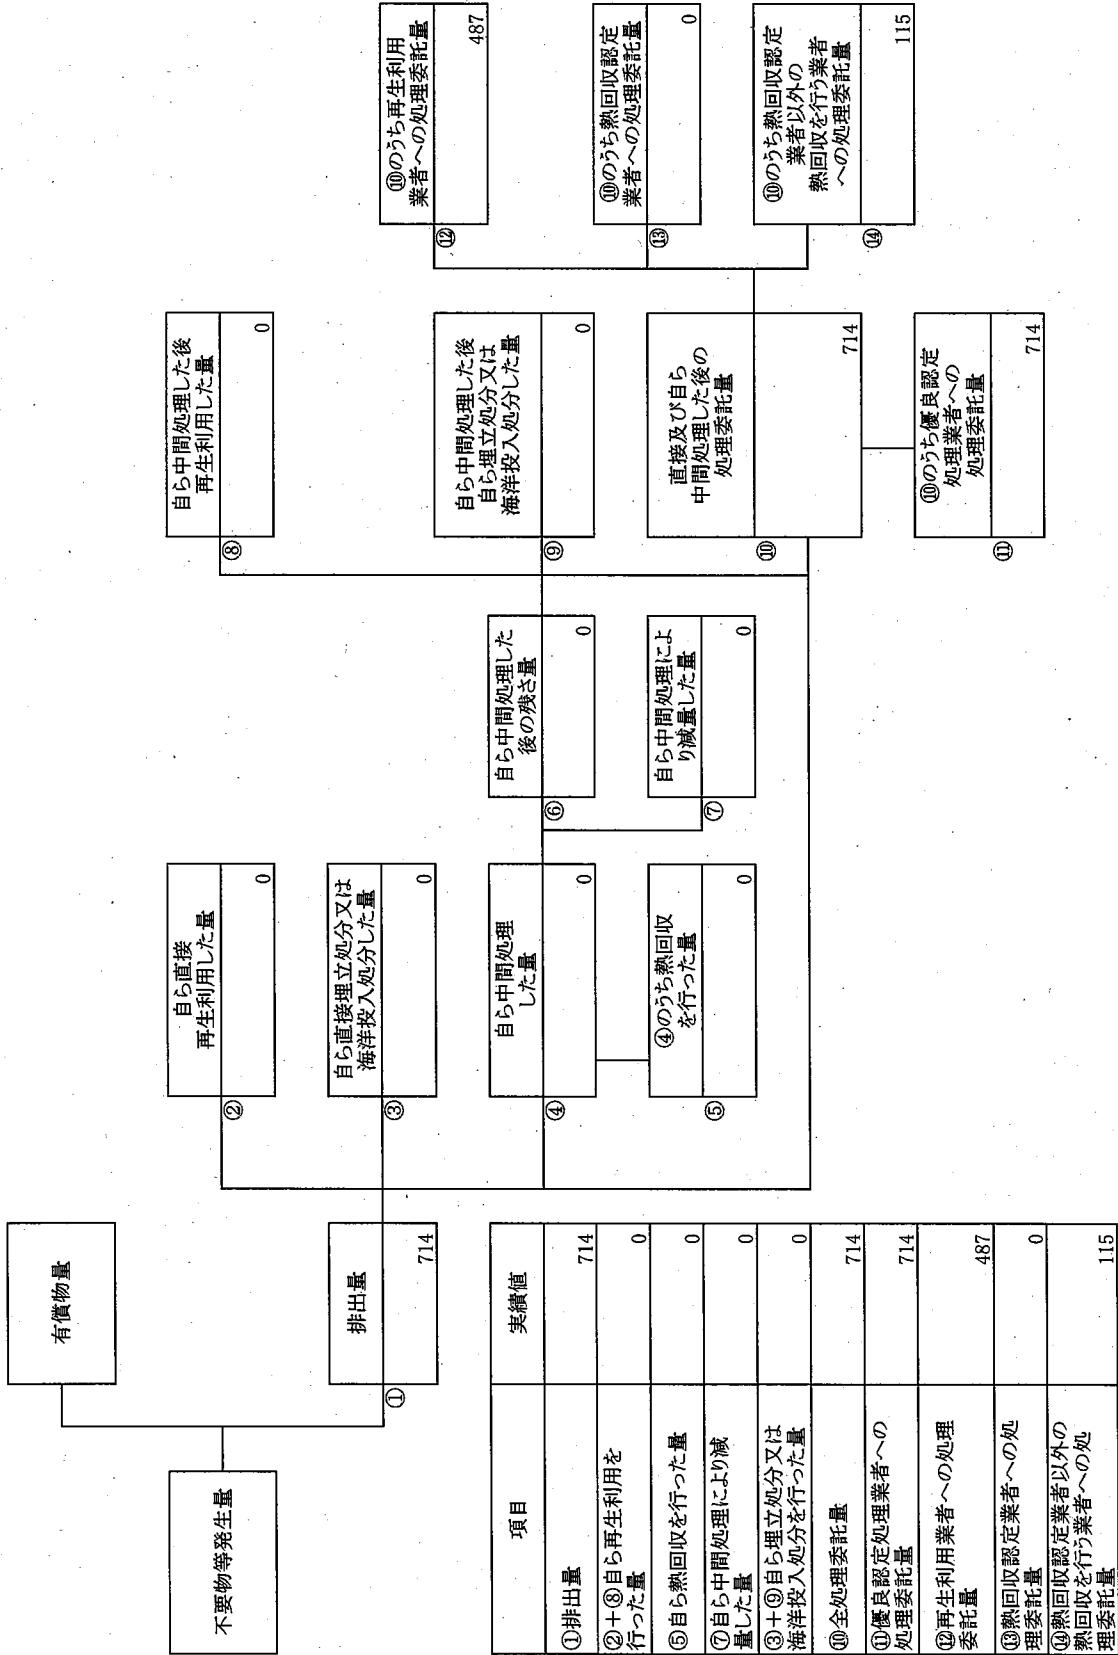 不要物等発生量
有償物量
排出量
①
714
自ら直接
再生利用した量
②
0
自ら直接埋立処分又は
海洋投入処分した量
③
0
自ら中間処理
した量
④
0
④のうち熱回収
を行った量
⑤
0
自ら中間処理した
後の残さ量
⑥
0
自ら中間処理によ
り減量した量
⑦
0
自ら中間処理した後
再生利用した量
⑧
0
自ら中間処理した後
自ら埋立処分又は
海洋投入処分した量
⑨
0
直接及び自ら
中間処理した後の
処理委託量
⑩
714
⑩のうち優良認定
処理業者への
処理委託量
⑪
714
⑩のうち再生利用
業者への処理委託量
⑫
487
⑩のうち熱回収認定
業者への処理委託量
⑬
0
⑩のうち熱回収認定
業者以外の
熱回収を行う業者
への処理委託量
⑭
115
項目
実績値
①排出量
714
②+⑧自ら再生利用を
行った量
0
⑤自ら熱回収を行った量
0
⑦自ら中間処理により減
量した量
0
③+⑨自ら埋立処分又は
海洋投入処分を行った量
0
⑩全処理委託量
714
⑪優良認定処理業者への
処理委託量
714
⑫再生利用業者への処理
委託量
487
⑬熱回収認定業者への処
理委託量
0
⑭熱回収認定業者以外の
熱回収を行う業者への処
理委託量
115